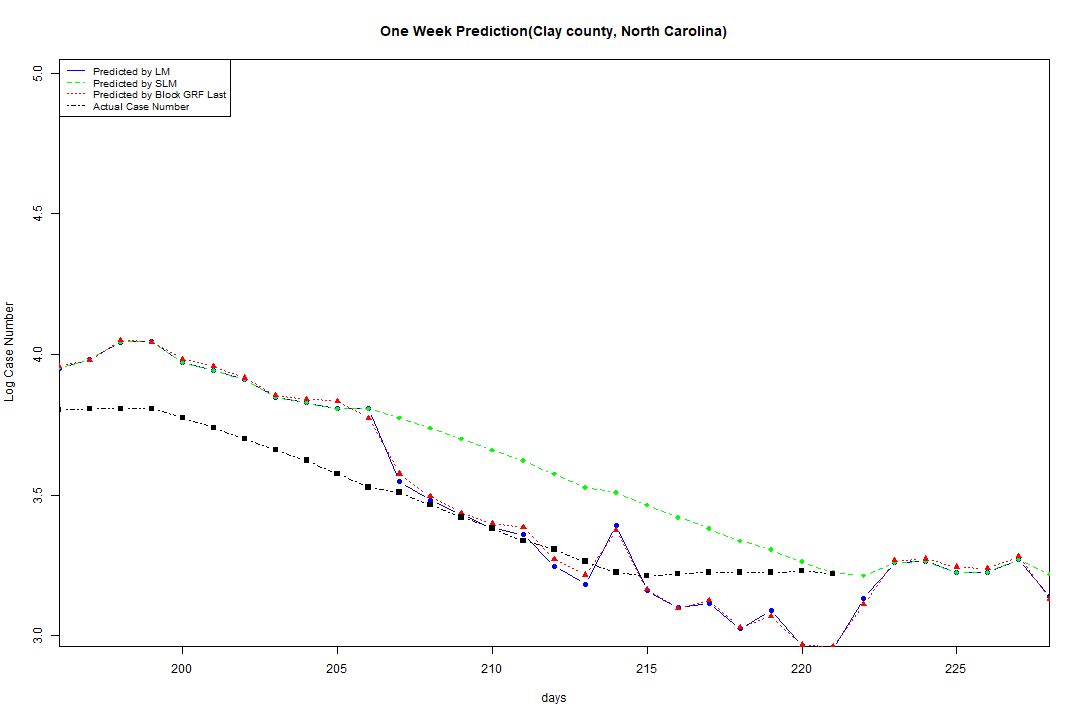 One Week Prediction(Clay county, North Carolina)
Predicted by LM
Predicted by SLM
Predicted by Block GRF Last
Actual Case Number
5.0
4.5
4.0
3.5
3.0
Log Case Number
200 205 210 215 220 225
days